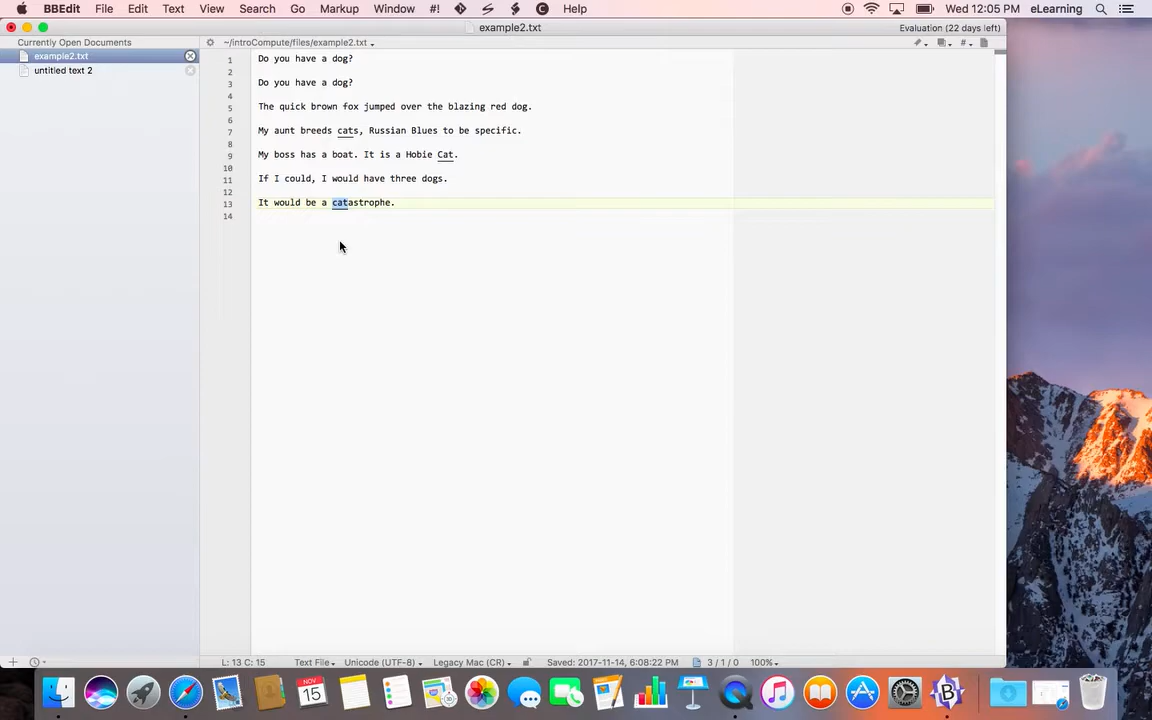 BBEdit File Edit Text View Search Go Markup Window #! Help Wed 12:05 PM eLearning
example2.txt Evaluation (22 days left)
Currently Open Documents ~/introCompute/files/example2.txt #
example2.txt
untitled text 2
1 Do you have a dog?
2
3 Do you have a dog?
4
5 The quick brown fox jumped over the blazing red dog.
6
7 My aunt breeds cats, Russian Blues to be specific.
8
9 My boss has a boat. It is a Hobie Cat.
10
11 If I could, I would have three dogs.
12
13 It would be a catastrophe.
14
L: 13 C: 15 Text File Unicode (UTF-8) Legacy Mac (CR) Saved: 2017-11-14, 6:08:22 PM 3 / 1 / 0 100%
NOV
15